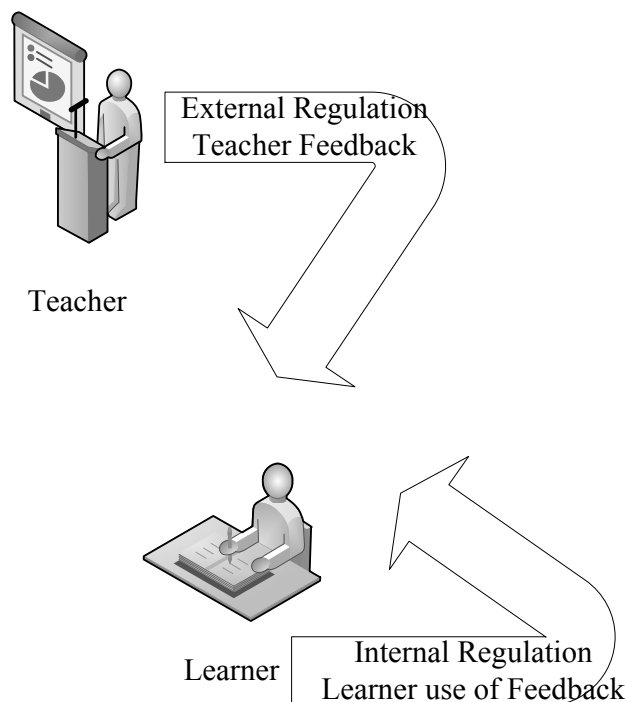 External Regulation
Teacher Feedback
Teacher
Learner
Internal Regulation
Learner use of Feedback